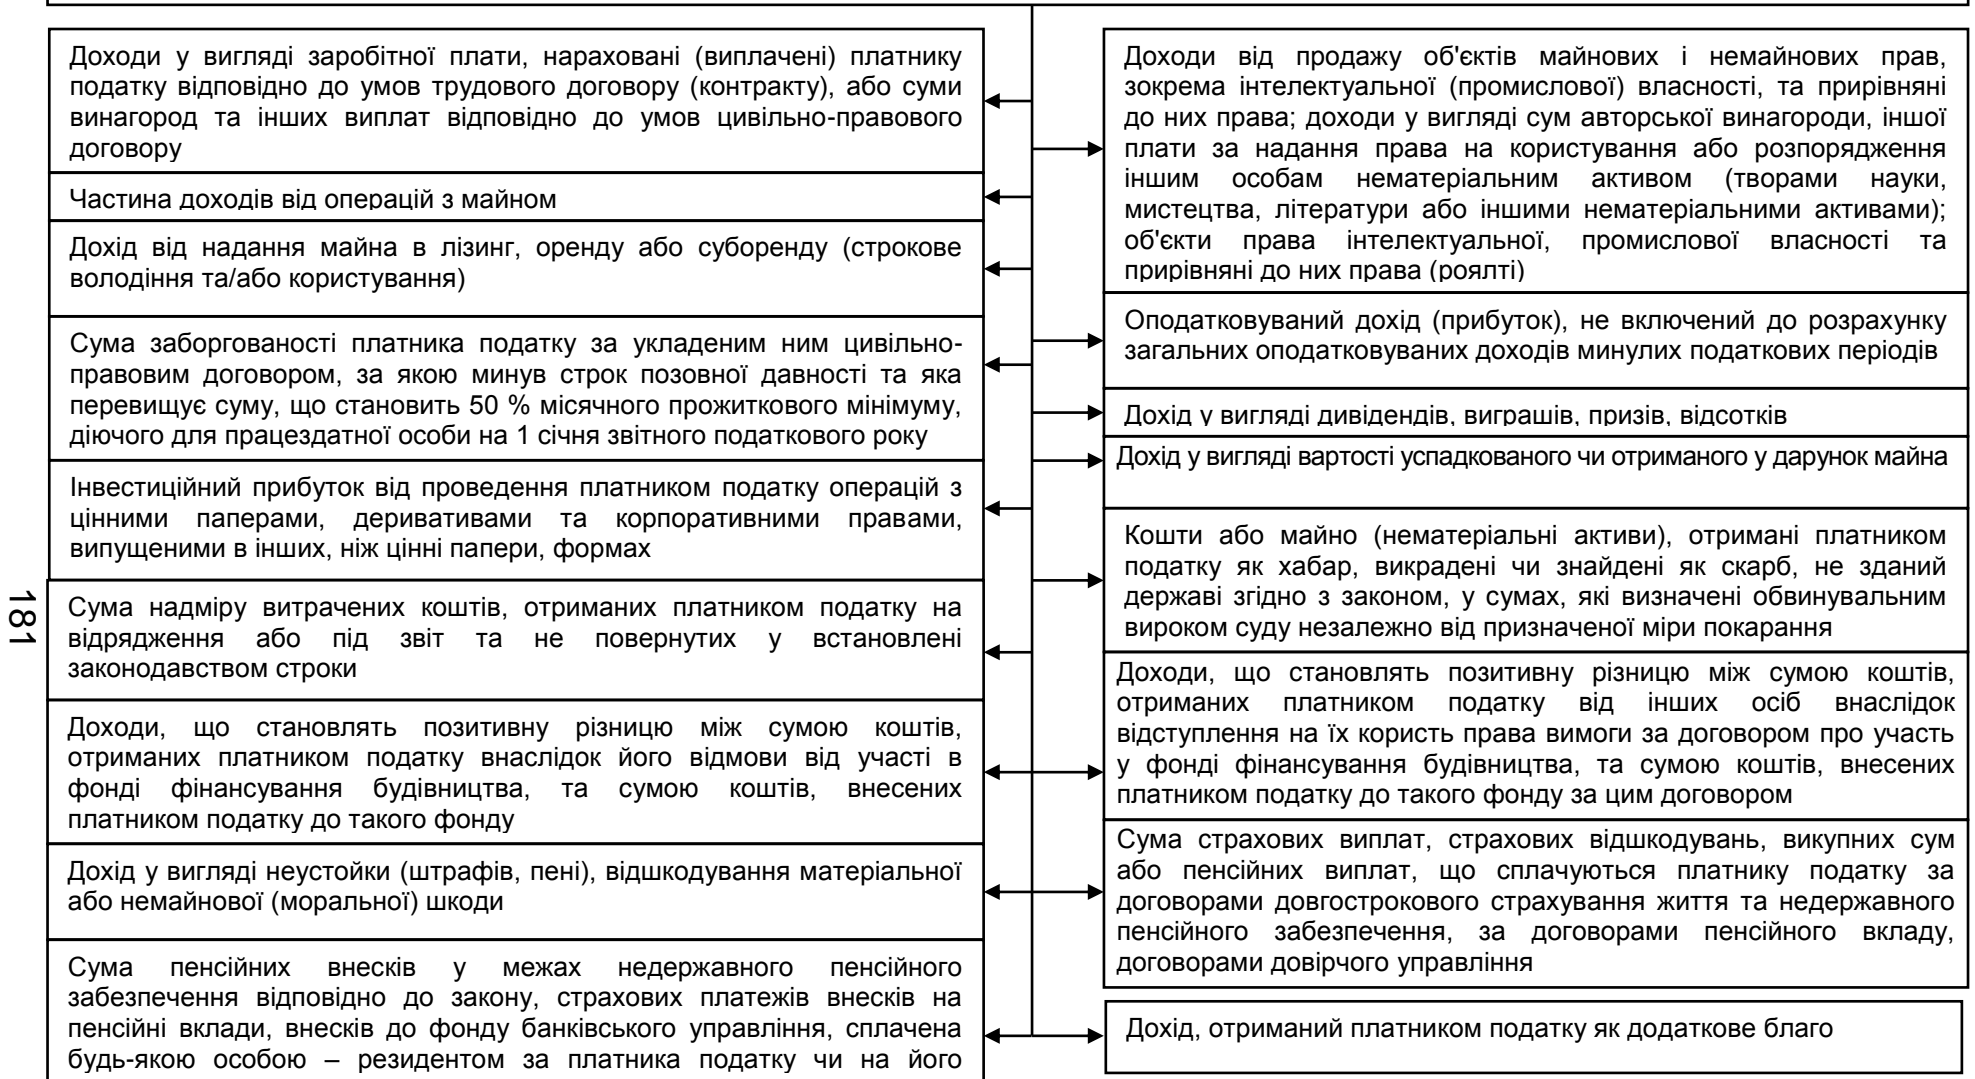 Доходи у вигляді заробітної плати, нараховані (виплачені) платнику
податку відповідно до умов трудового договору (контракту), або суми
винагород та інших виплат відповідно до умов цивільно-правового
договору
Частина доходів від операцій з майном
Дохід від надання майна в лізинг, оренду або суборенду (строкове
володіння та/або користування)
Сума заборгованості платника податку за укладеним ним цивільно-
правовим договором, за якою минув строк позовної давності та яка
перевищує суму, що становить 50 % місячного прожиткового мінімуму,
діючого для працездатної особи на 1 січня звітного податкового року
Інвестиційний прибуток від проведення платником податку операцій з
цінними паперами, деривативами та корпоративними правами,
випущеними в інших, ніж цінні папери, формах
Сума надміру витрачених коштів, отриманих платником податку на
відрядження або під звіт та не повернутих у встановлені
законодавством строки
Доходи, що становлять позитивну різницю між сумою коштів,
отриманих платником податку внаслідок його відмови від участі в
фонді фінансування будівництва, та сумою коштів, внесених
платником податку до такого фонду
Дохід у вигляді неустойки (штрафів, пені), відшкодування матеріальної
або немайнової (моральної) шкоди
Сума пенсійних внесків у межах недержавного пенсійного
забезпечення відповідно до закону, страхових платежів внесків на
пенсійні вклади, внесків до фонду банківського управління, сплачена
будь-якою особою – резидентом за платника податку чи на його
Доходи від продажу об'єктів майнових і немайнових прав,
зокрема інтелектуальної (промислової) власності, та прирівняні
до них права; доходи у вигляді сум авторської винагороди, іншої
плати за надання права на користування або розпорядження
іншим особам нематеріальним активом (творами науки,
мистецтва, літератури або іншими нематеріальними активами);
об'єкти права інтелектуальної, промислової власності та
прирівняні до них права (роялті)
Оподатковуваний дохід (прибуток), не включений до розрахунку
загальних оподатковуваних доходів минулих податкових періодів
Дохід у вигляді дивідендів, виграшів, призів, відсотків
Дохід у вигляді вартості успадкованого чи отриманого у дарунок майна
Кошти або майно (нематеріальні активи), отримані платником
податку як хабар, викрадені чи знайдені як скарб, не зданий
державі згідно з законом, у сумах, які визначені обвинувальним
вироком суду незалежно від призначеної міри покарання
Доходи, що становлять позитивну різницю між сумою коштів,
отриманих платником податку від інших осіб внаслідок
відступлення на їх користь права вимоги за договором про участь
у фонді фінансування будівництва, та сумою коштів, внесених
платником податку до такого фонду за цим договором
Сума страхових виплат, страхових відшкодувань, викупних сум
або пенсійних виплат, що сплачуються платнику податку за
договорами довгострокового страхування життя та недержавного
пенсійного забезпечення, за договорами пенсійного вкладу,
договорами довірчого управління
Дохід, отриманий платником податку як додаткове благо
181